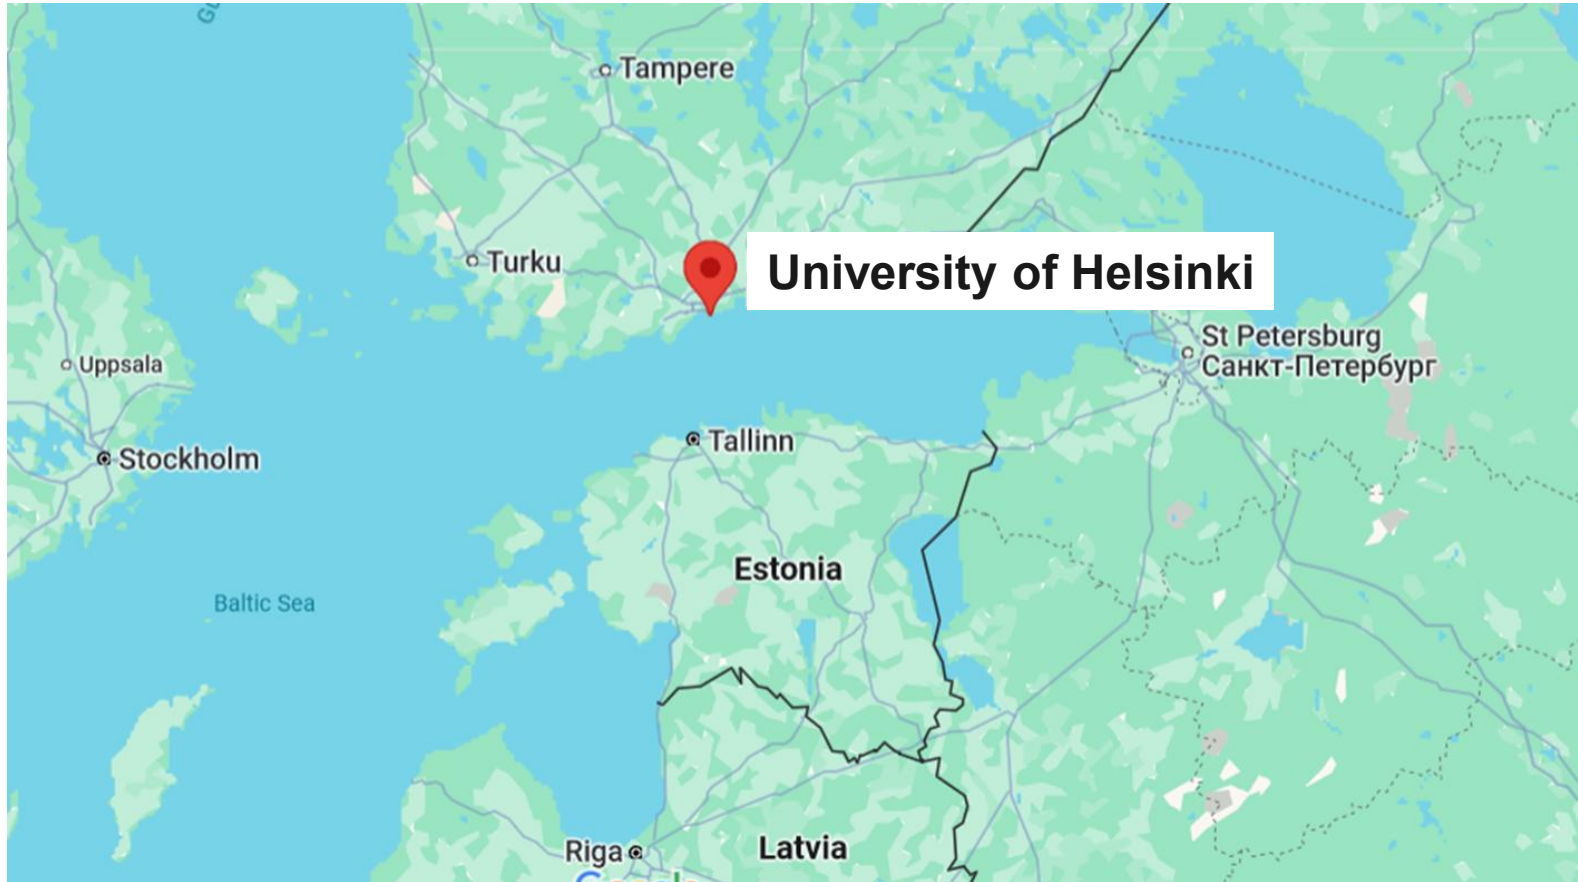 Tampere
Turku
University of Helsinki
St Petersburg
Санкт-Петербург
Uppsala
Stockholm
Tallinn
Estonia
Baltic Sea
Latvia
Riga